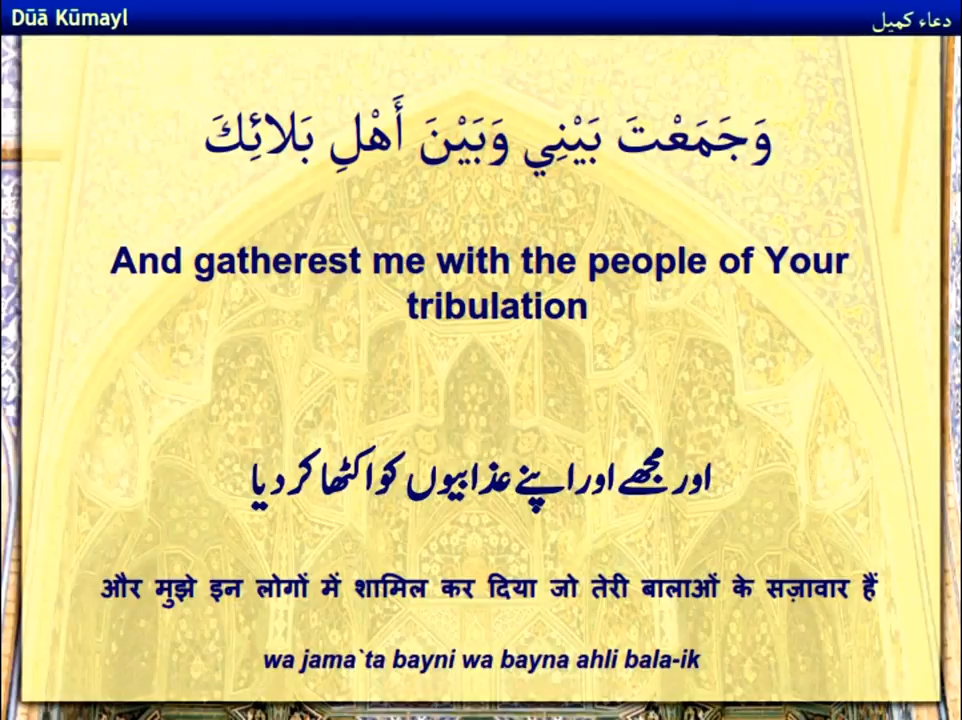 Dūā Kūmayl
دعاء كميل
وَجَمَعْتَ بَيْنِي وَبَيْنَ أَهْلِ بَلائِكَ
And gatherest me with the people of Your
tribulation
اور مجھے اور اپنے عذابیوں کو اکٹھا کر دیا
और मुझे इन लोगों में शामिल कर दिया जो तेरी बालाओं के सज़ावार हैं
wa jama`ta bayni wa bayna ahli bala-ik